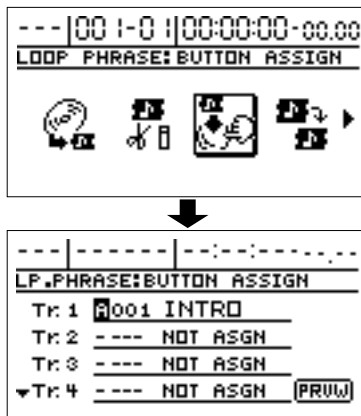 ---|001-01|00:00:00-00.00
LOOP PHRASE:BUTTON ASSIGN
---|------|--:--:--- --.--
LP.PHRASE:BUTTON ASSIGN
Tr. 1 A001 INTRO
Tr. 2 ---- NOT ASGN
Tr. 3 ---- NOT ASGN
Tr. 4 ---- NOT ASGN PRVW